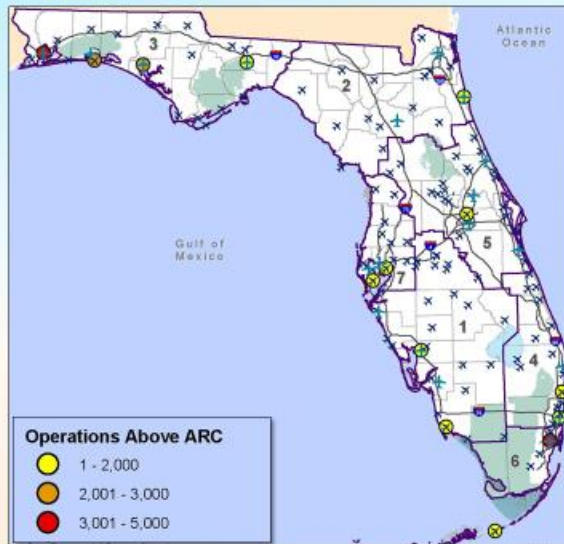 Atlantic
Ocean
3
2
Gulf of
Mexico
5
7
1
4
6
Operations Above ARC
1 - 2,000
2,001 - 3,000
3,001 - 5,000